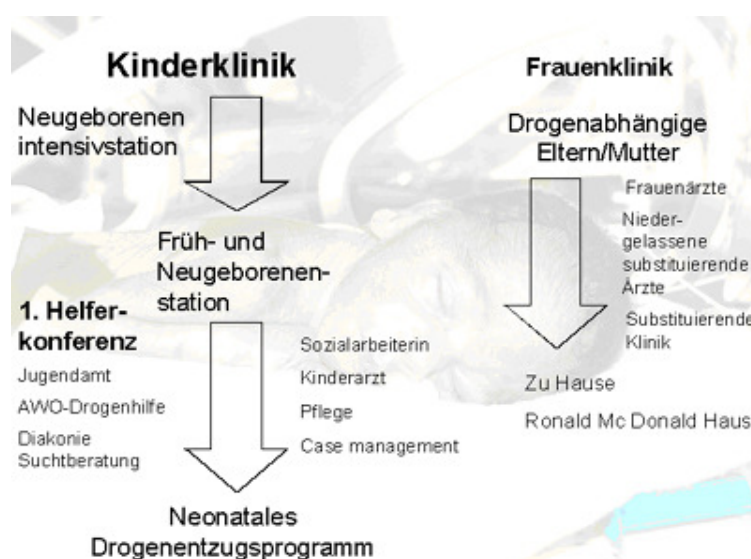 Kinderklinik
Neugeborenen
intensivstation
Früh- und
Neugeborenen-
station
1. Helfer-
konferenz
Jugendamt
AWO-Drogenhilfe
Diakonie
Suchtberatung
Sozialarbeiterin
Kinderarzt
Pflege
Case management
Neonatales
Drogenentzugsprogramm
Frauenklinik
Drogenabhängige
Eltern/Mutter
Frauenärzte
Nieder-
gelassene
substituierende
Ärzte
Substituierende
Klinik
Zu Hause
Ronald Mc Donald Haus